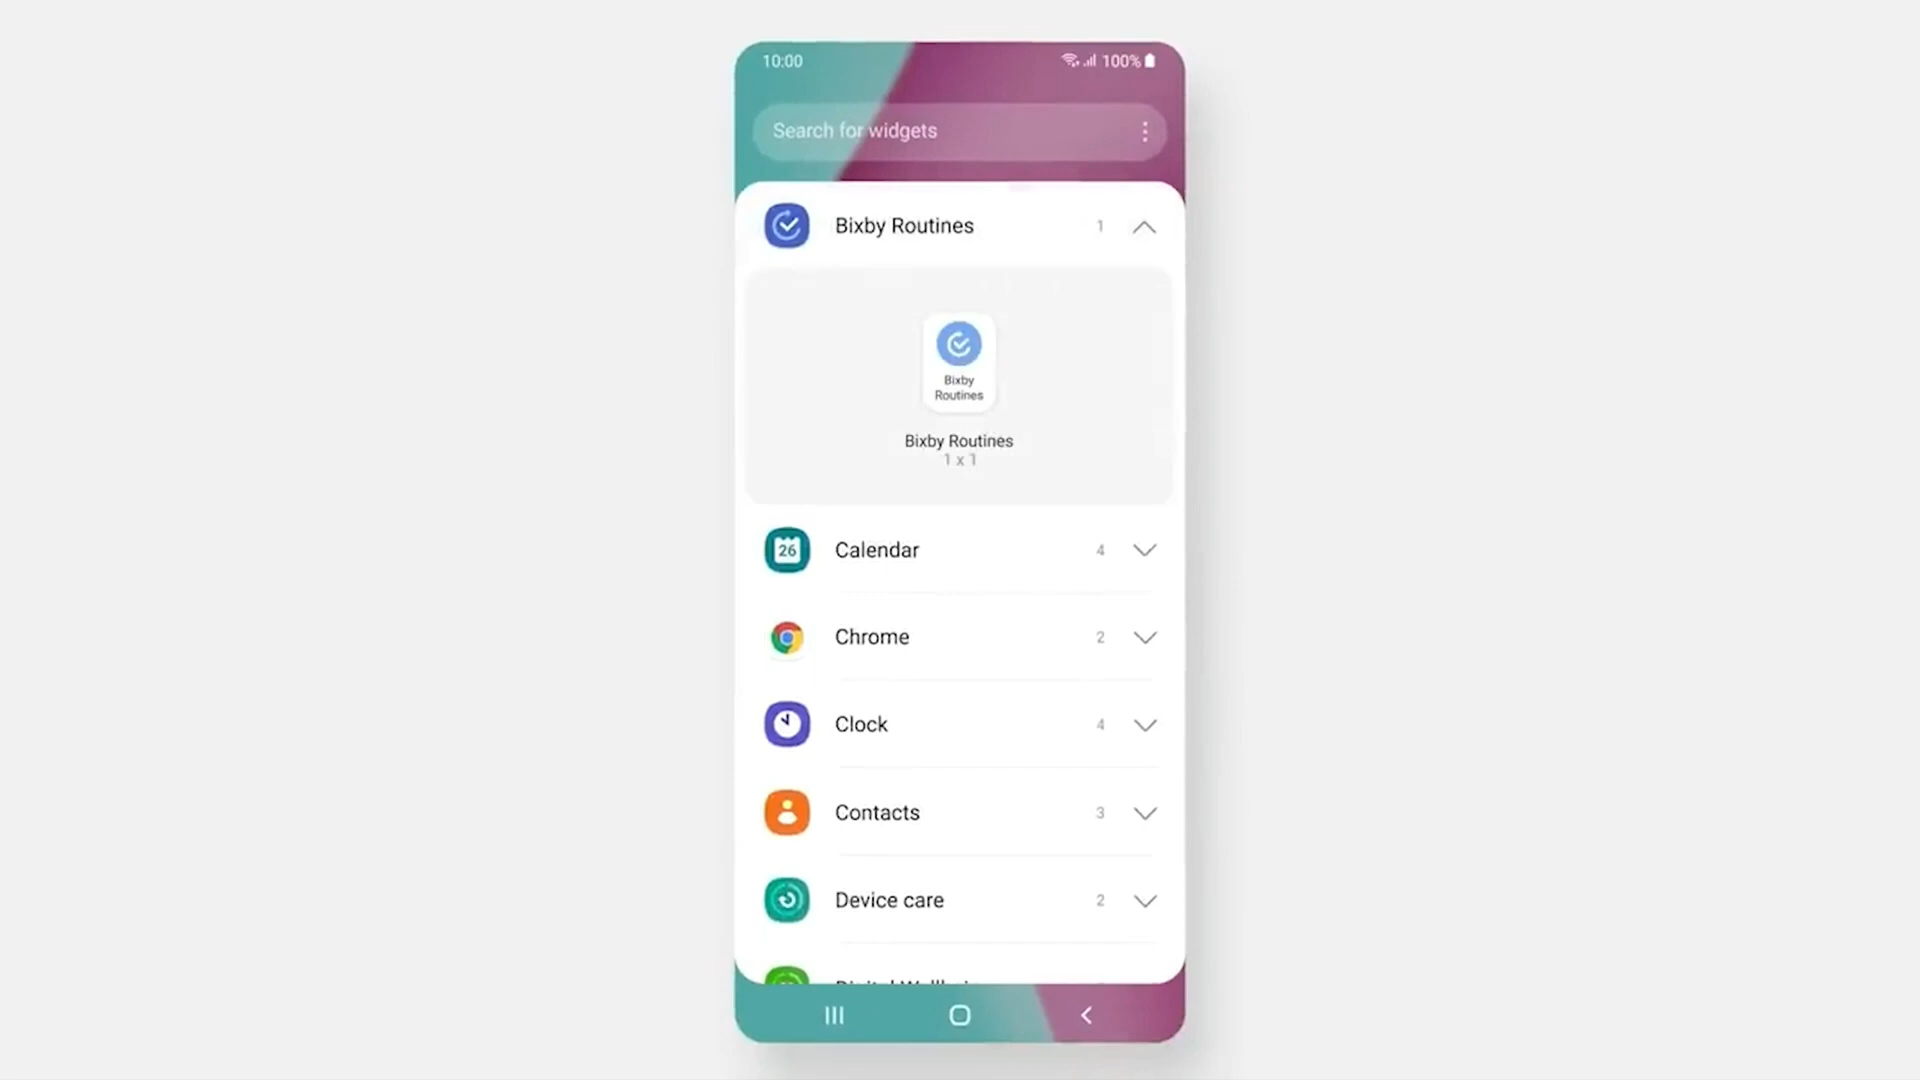 10:00
100%
Search for widgets
Bixby Routines
1
Bixby
Routines
Bixby Routines
1 x 1
26
Calendar
4
Chrome
2
Clock
4
Contacts
3
Device care
2